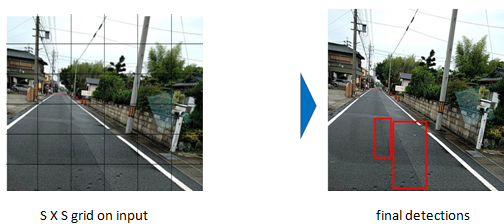 S X S grid on input
final detections